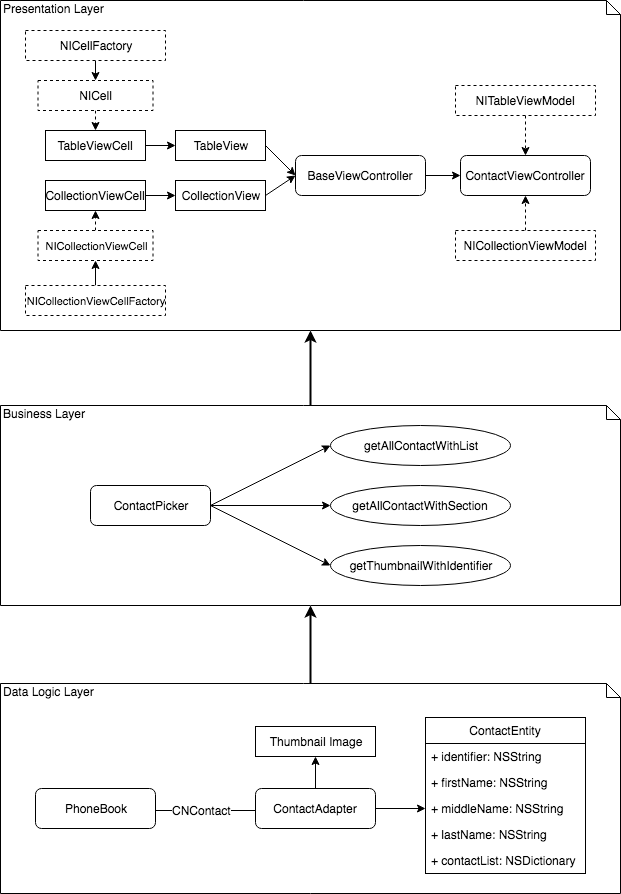 Presentation Layer
NICellFactory
NICell
NITableViewModel
TableViewCell
TableView
BaseViewController
ContactViewController
CollectionViewCell
CollectionView
NICollectionViewCell
NICollectionViewModel
NICollectionViewCellFactory
Business Layer
getAllContactWithList
ContactPicker
getAllContactWithSection
getThumbnailWithIdentifier
Data Logic Layer
Thumbnail Image
PhoneBook
CNContact
ContactAdapter
ContactEntity
+ identifier: NSString
+ firstName: NSString
+ middleName: NSString
+ lastName: NSString
+ contactList: NSDictionary